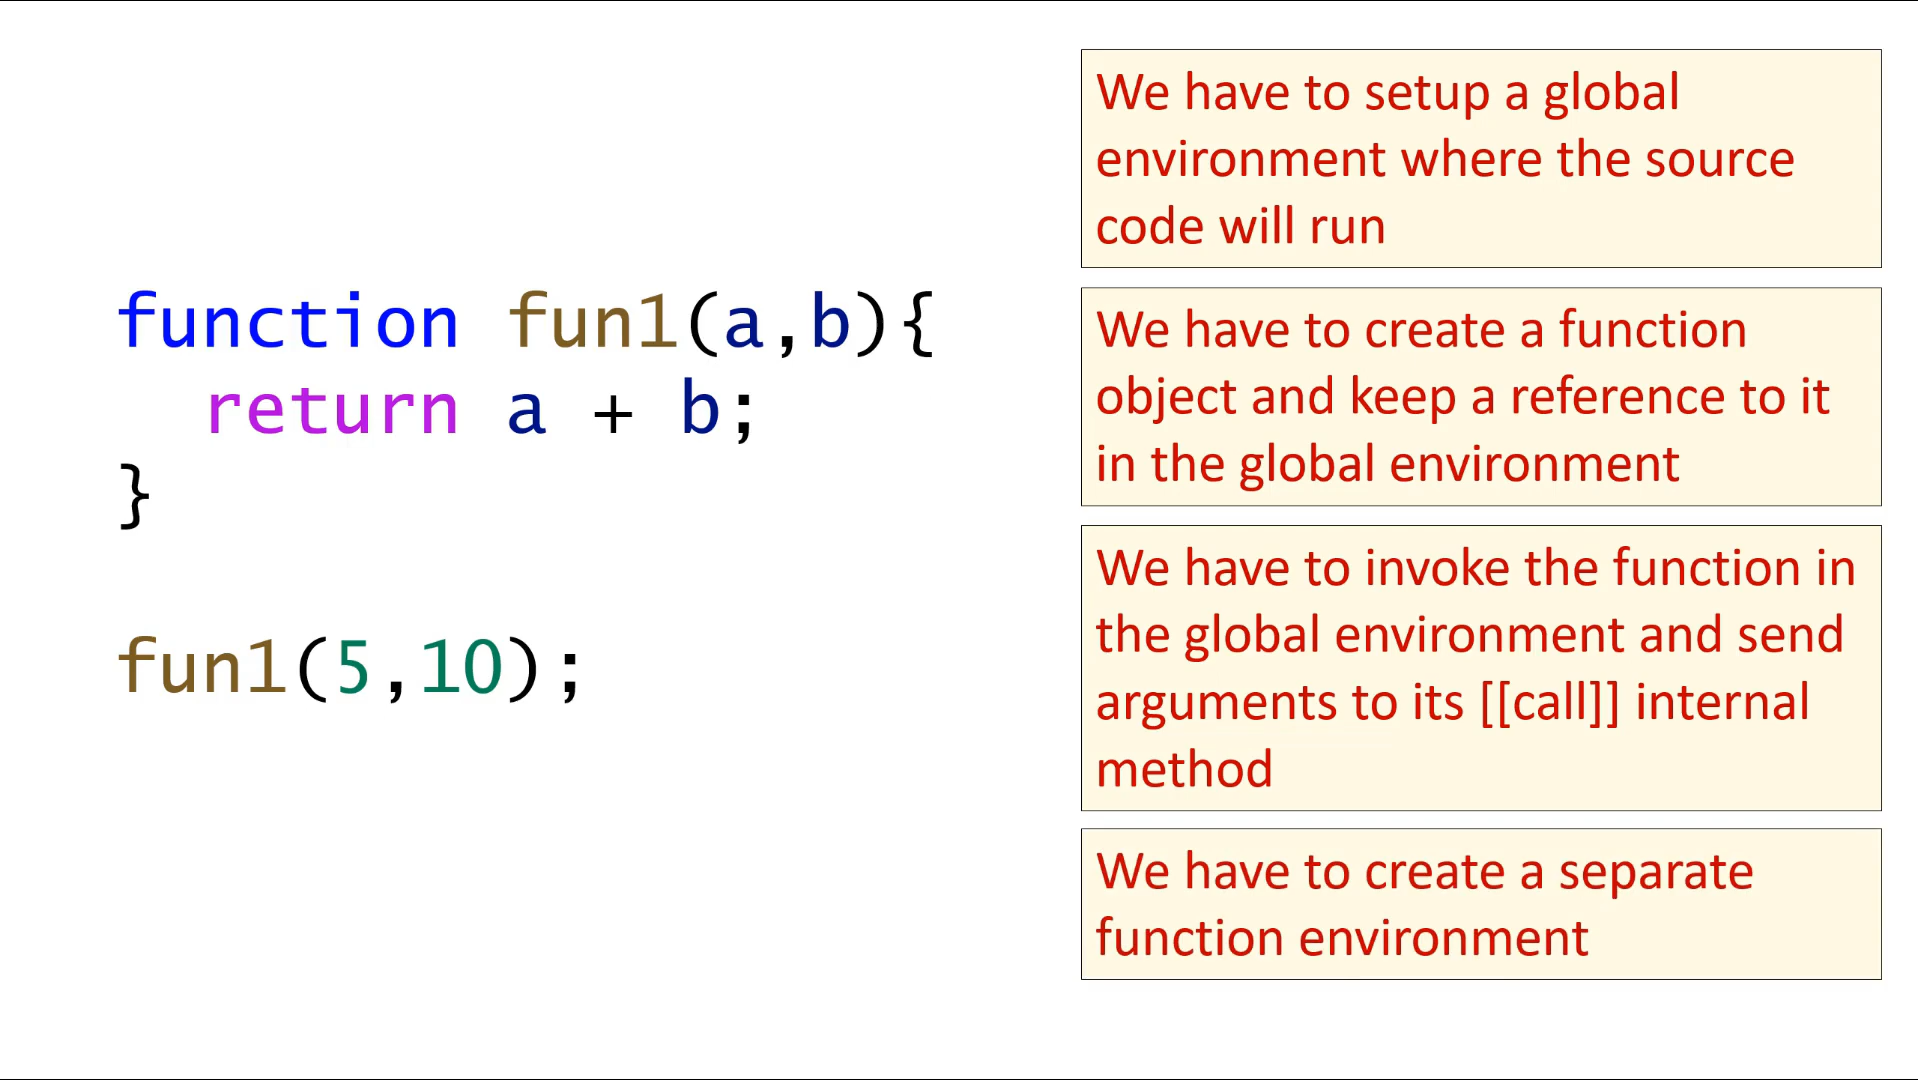 function fun1(a,b){
  return a + b;
}
fun1(5,10);
We have to setup a global
environment where the source
code will run
We have to create a function
object and keep a reference to it
in the global environment
We have to invoke the function in
the global environment and send
arguments to its [[call]] internal
method
We have to create a separate
function environment